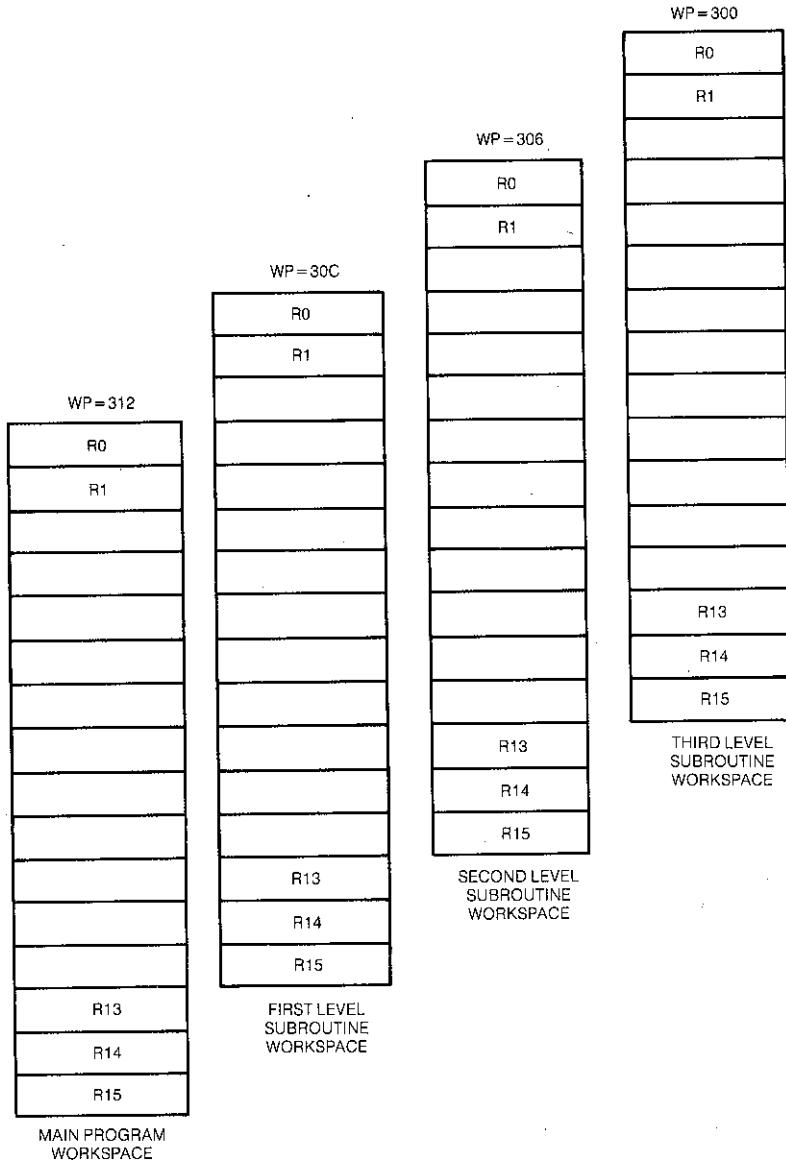 WP=300
R0
R1
R13
R14
R15
THIRD LEVEL
SUBROUTINE
WORKSPACE
WP=306
R0
R1
R13
R14
R15
SECOND LEVEL
SUBROUTINE
WORKSPACE
WP=30C
R0
R1
R13
R14
R15
FIRST LEVEL
SUBROUTINE
WORKSPACE
WP=312
R0
R1
R13
R14
R15
MAIN PROGRAM
WORKSPACE